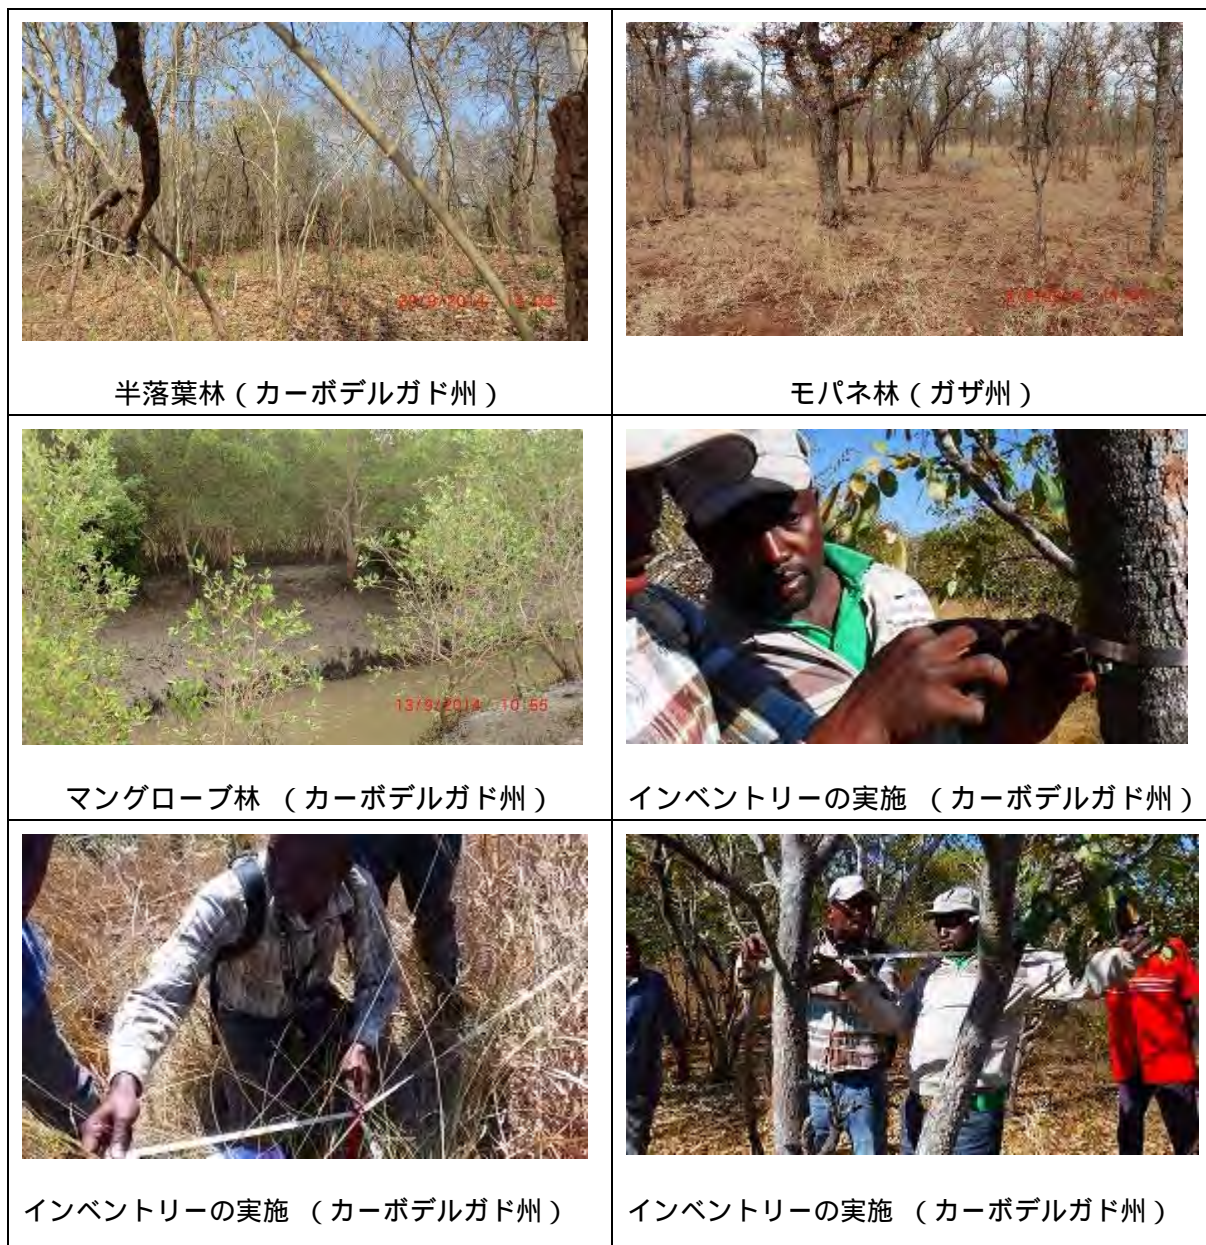 半落葉林（カーボデルガド州）
モパネ林（ガザ州）
13/9/2014 10:55
マングローブ林 （カーボデルガド州）
インベントリーの実施 （カーボデルガド州）
インベントリーの実施 （カーボデルガド州）
インベントリーの実施 （カーボデルガド州）